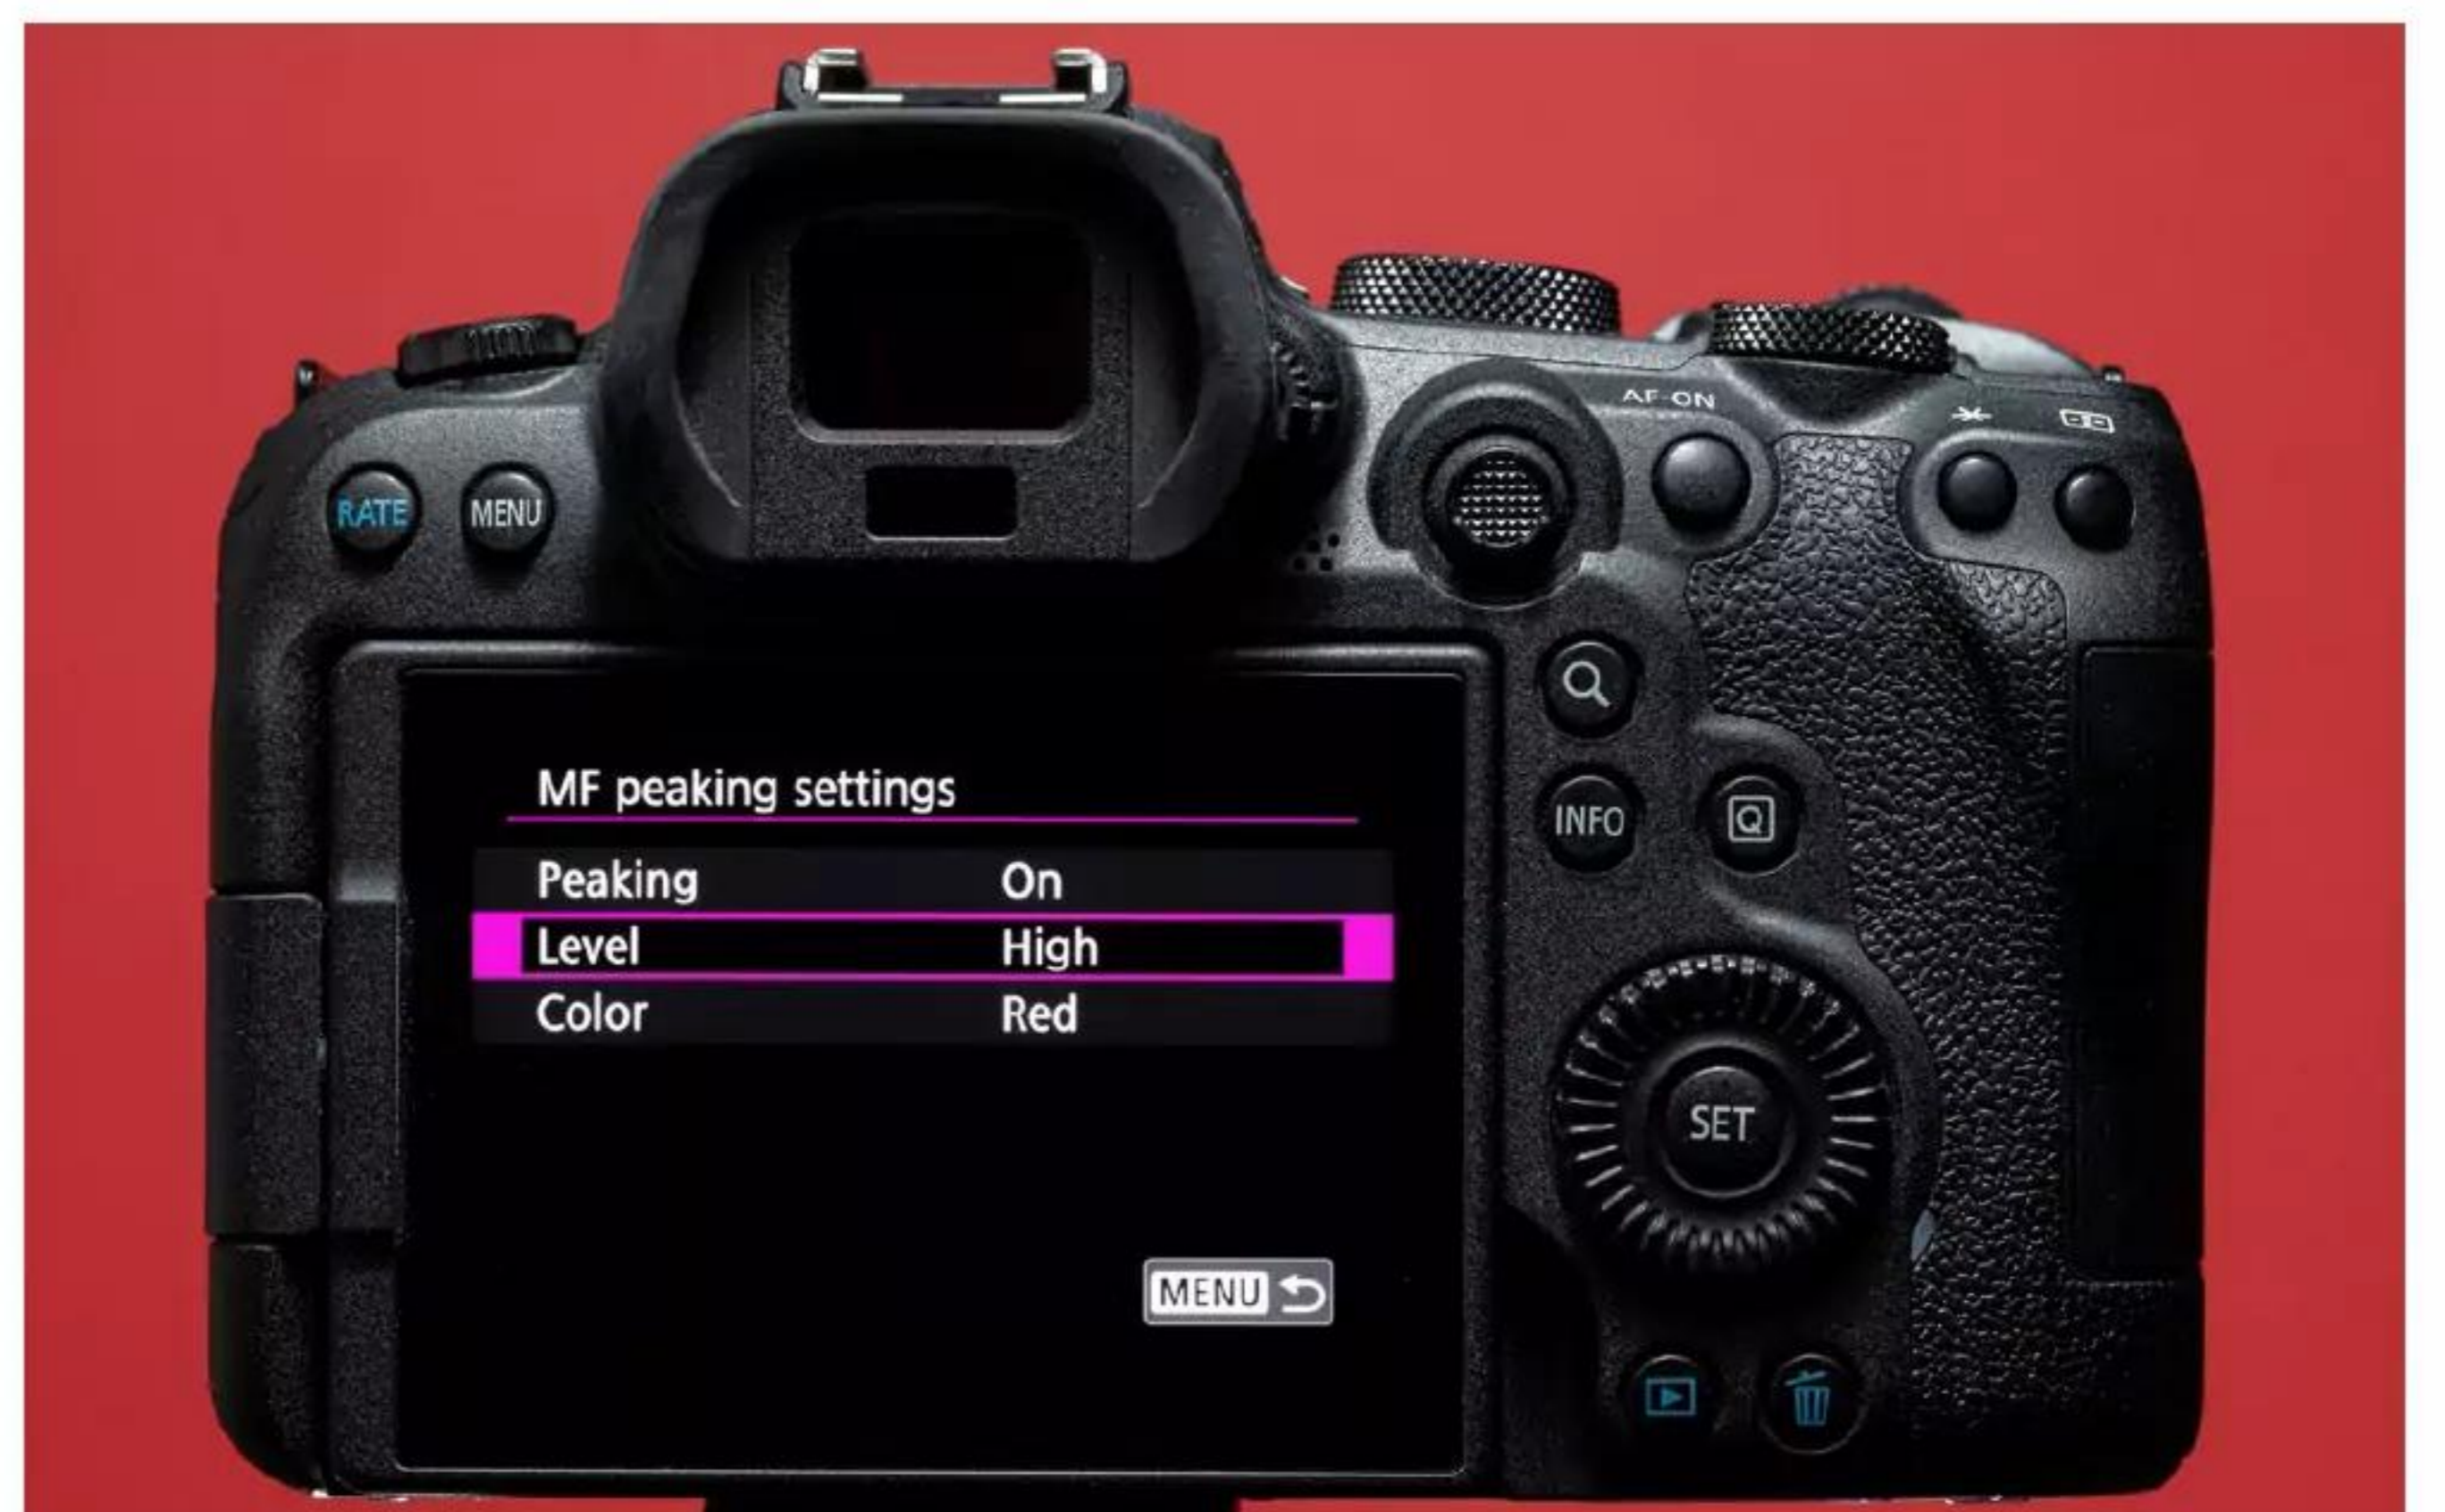 AF-ON
RATE MENU
MF peaking settings
Peaking On
Level High
Color Red
MENU
INFO Q
SET